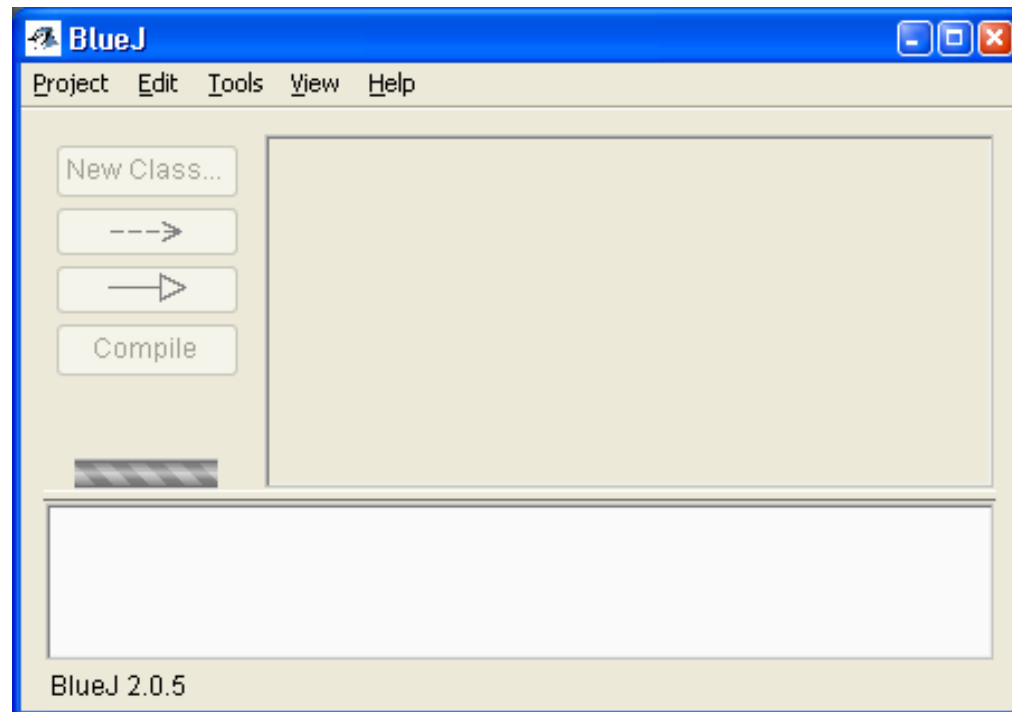 BlueJ
Project Edit Tools View Help
New Class...
Compile
BlueJ 2.0.5